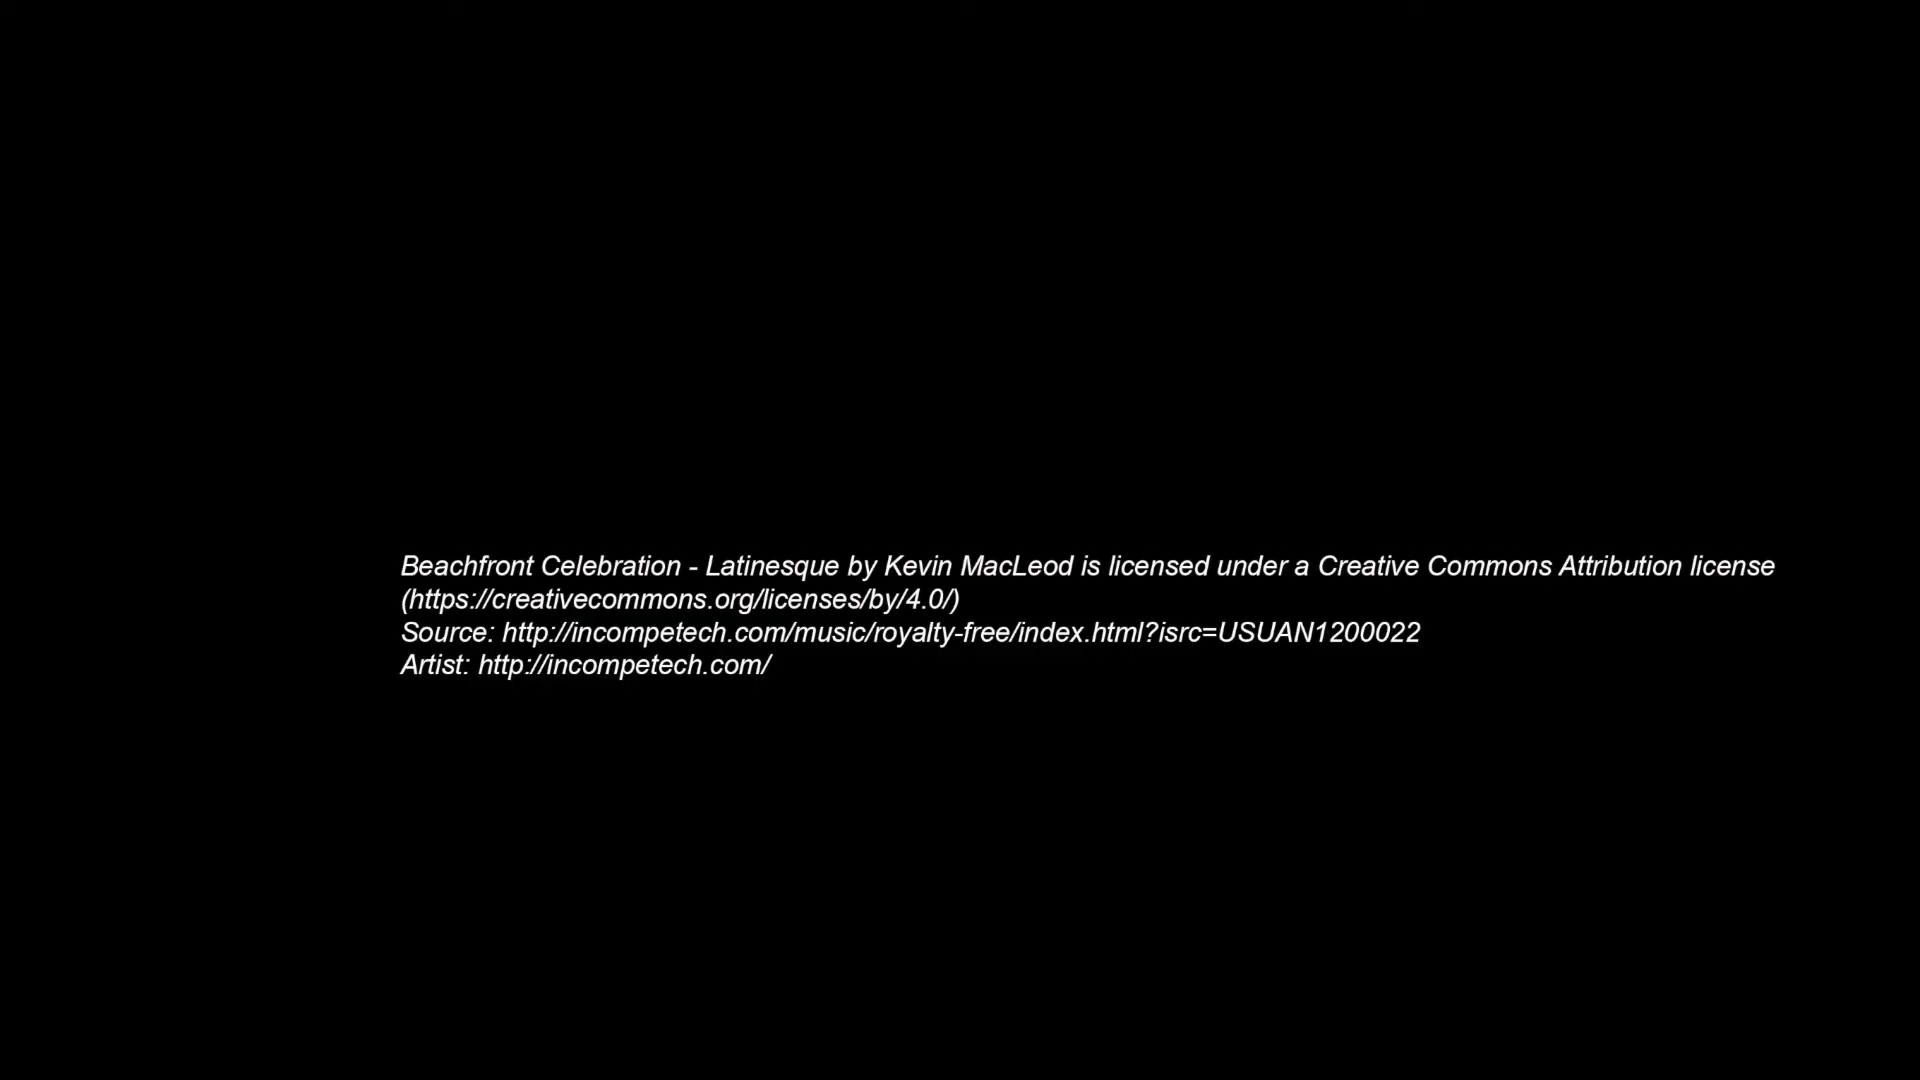 Beachfront Celebration - Latinesque by Kevin MacLeod is licensed under a Creative Commons Attribution license
(https://creativecommons.org/licenses/by/4.0/)
Source: http://incompetech.com/music/royalty-free/index.html?isrc=USUAN1200022
Artist: http://incompetech.com/